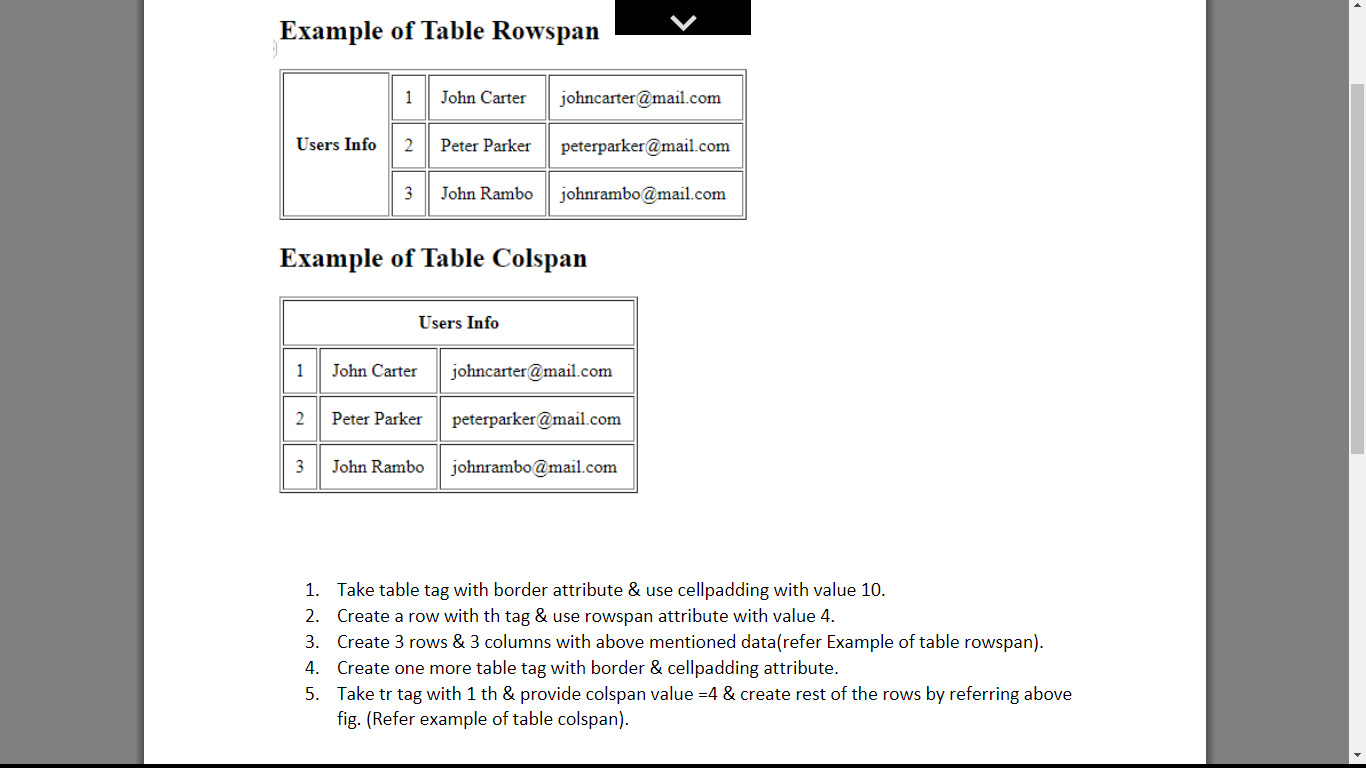 Example of Table Rowspan
Users Info
1 John Carter johncarter@mail.com
2 Peter Parker peterparker@mail.com
3 John Rambo johnrambo@mail.com
Example of Table Colspan
Users Info
1 John Carter johncarter@mail.com
2 Peter Parker peterparker@mail.com
3 John Rambo johnrambo@mail.com
1. Take table tag with border attribute & use cellpadding with value 10.
2. Create a row with th tag & use rowspan attribute with value 4.
3. Create 3 rows & 3 columns with above mentioned data(refer Example of table rowspan).
4. Create one more table tag with border & cellpadding attribute.
5. Take tr tag with 1 th & provide colspan value =4 & create rest of the rows by referring above
fig. (Refer example of table colspan).